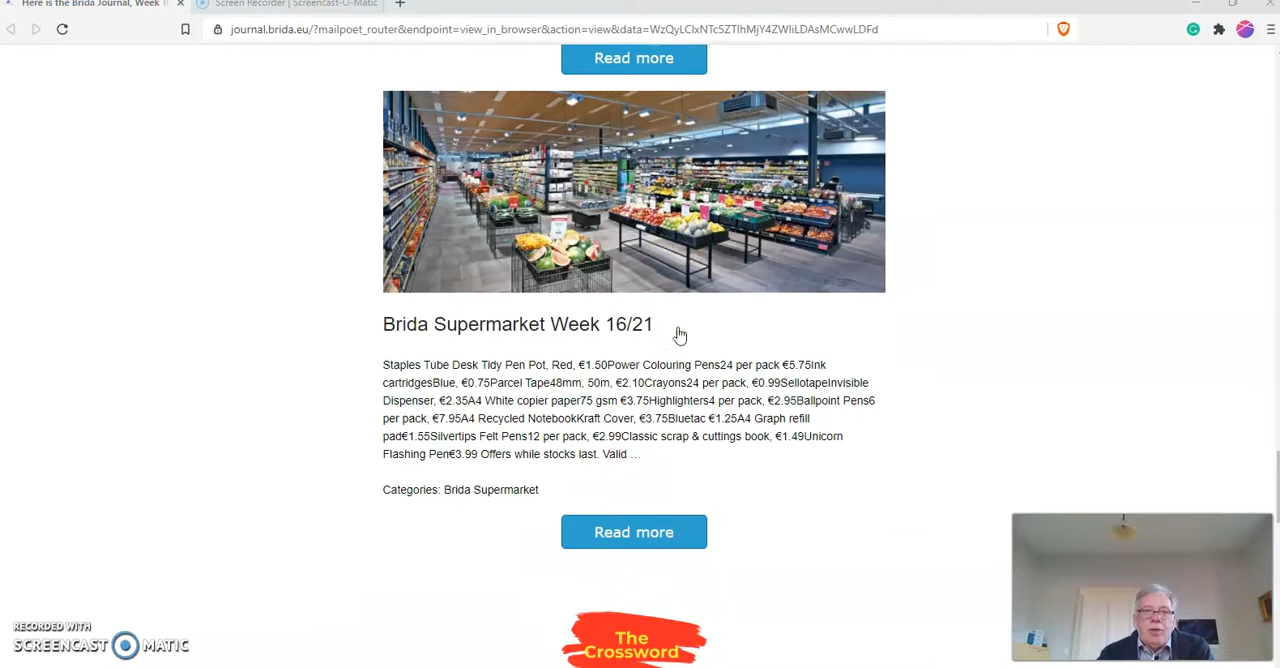 Here is the Brida Journal, Week
Screen Recorder | Screencast-O-Matic
journal.brida.eu/?mailpoet_router&endpoint=view_in_browser&action=view&data=WzQyLCIxNTc5ZTlhMjY4ZWIiLDAsMCwwLDFd
Read more
Brida Supermarket Week 16/21
Staples Tube Desk Tidy Pen Pot, Red, €1.50Power Colouring Pens24 per pack €5.75Ink
cartridgesBlue, €0.75Parcel Tape48mm, 50m, €2.10Crayons24 per pack, €0.99SellotapeInvisible
Dispenser, €2.35A4 White copier paper75 gsm €3.75Highlighters4 per pack, €2.95Ballpoint Pens6
per pack, €7.95A4 Recycled NotebookKraft Cover, €3.75Bluetac €1.25A4 Graph refill
pad€1.55Silvertips Felt Pens12 per pack, €2.99Classic scrap & cuttings book, €1.49Unicorn
Flashing Pen€3.99 Offers while stocks last. Valid …
Categories: Brida Supermarket
Read more
The
Crossword
RECORDED WITH
SCREENCAST MATIC